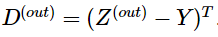 D^{(out)} = (Z^{(out)} − Y)^T.